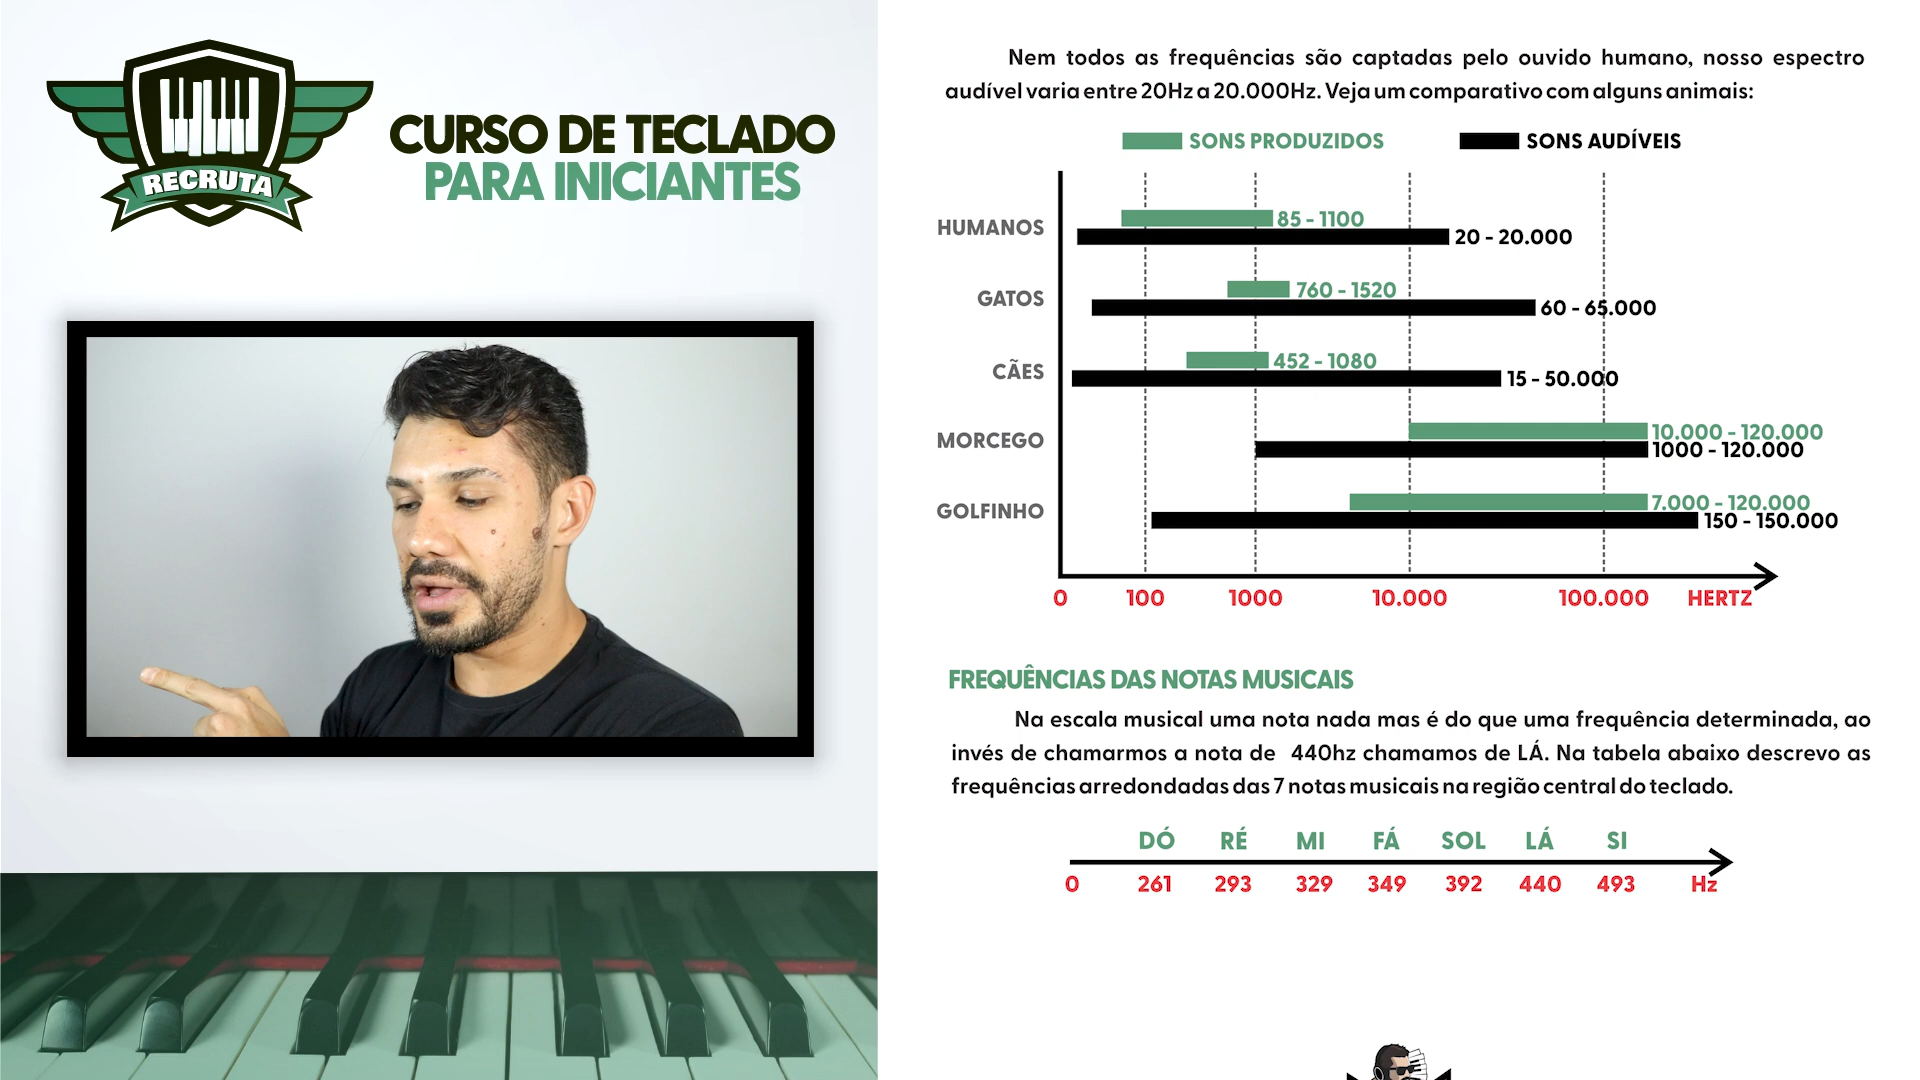 RECRUTA
CURSO DE TECLADO
PARA INICIANTES
Nem todos as frequências são captadas pelo ouvido humano, nosso espectro
audível varia entre 20Hz a 20.000Hz. Veja um comparativo com alguns animais:
SONS PRODUZIDOS SONS AUDÍVEIS
HUMANOS
85 - 1100
20 - 20.000
GATOS
760 - 1520
60 - 65.000
CÃES
452 - 1080
15 - 50.000
MORCEGO
10.000 - 120.000
1000 - 120.000
GOLFINHO
7.000 - 120.000
150 - 150.000
0 100 1000 10.000 100.000 HERTZ
FREQUÊNCIAS DAS NOTAS MUSICAIS
Na escala musical uma nota nada mas é do que uma frequência determinada, ao
invés de chamarmos a nota de 440hz chamamos de LÁ. Na tabela abaixo descrevo as
frequências arredondadas das 7 notas musicais na região central do teclado.
DÓ RÉ MI FÁ SOL LÁ SI
0 261 293 329 349 392 440 493 Hz